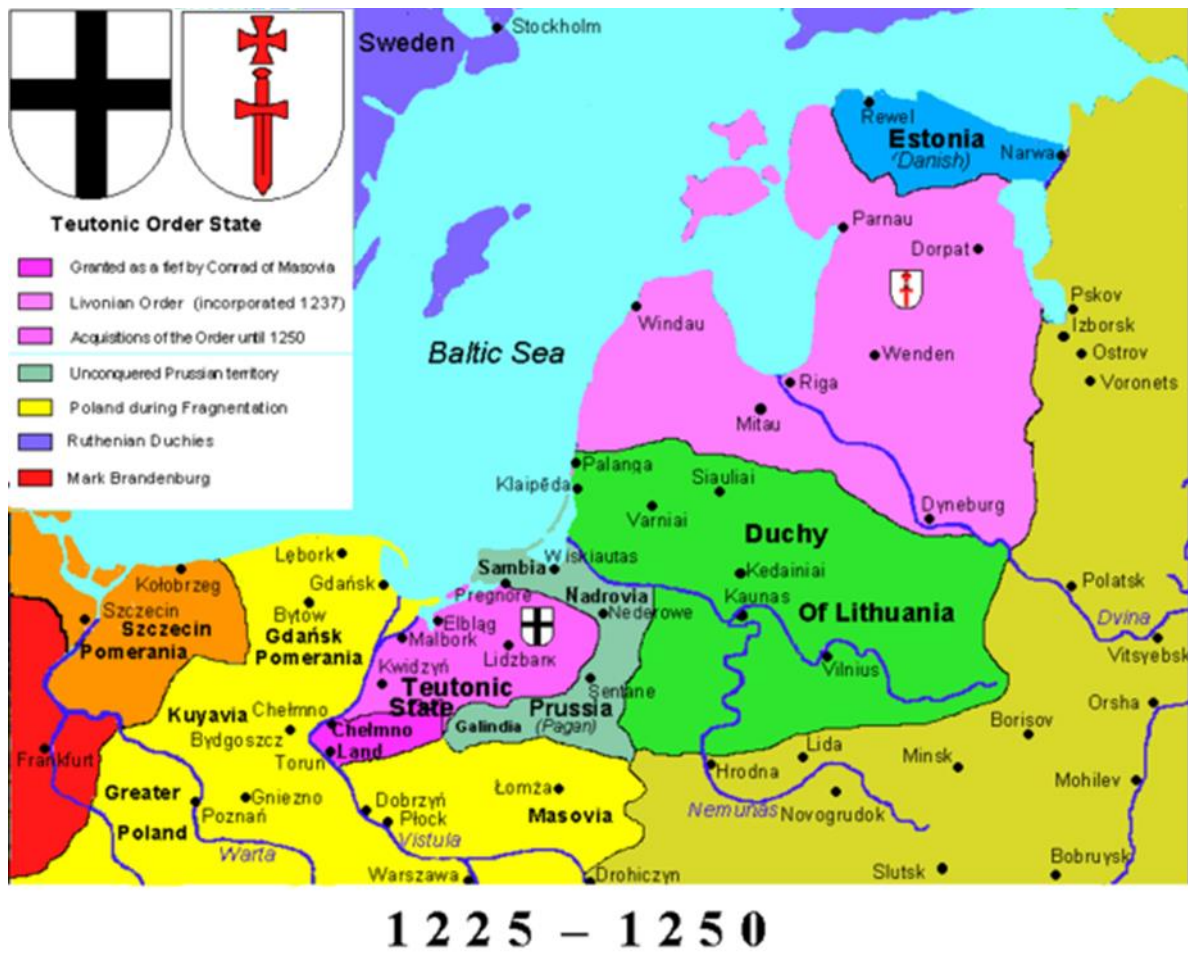 Sweden
Stockholm
Teutonic Order State
Granted as a fief by Conrad of Masovia
Livonian Order (incorporated 1237)
Acquisitions of the Order until 1250
Unconquered Prussian territory
Poland during Fragnentation
Ruthenian Duchies
Mark Brandenburg
Rewel
Estonia
(Danish)
Narwa
Parnau
Dorpat
Pskov
Izborsk
Ostrov
Voronets
Windau
Baltic Sea
Wenden
Riga
Mitau
Palanga
Klaipēda
Siauliai
Varniai
Dyneburg
Duchy
Of Lithuania
Kedainiai
Kaunas
Vilnius
Polatsk
Dvina
Vitsyebsk
Orsha
Lębork
Gdańsk
Kołobrzeg
Szczecin
Szczecin
Pomerania
Bytow
Gdańsk
Pomerania
Sambia
Wiskiautas
Pregnore
Nadrovia
Nederowe
Elbląg
Malbork
Lidzbark
Kwidzyń
Teutonic
State
Sentane
Prussia
(Pagan)
Galindia
Chełmno
Land
Kuyavia
Chełmno
Bydgoszcz
Torun
Frankfurt
Greater
Poland
Gniezno
Poznań
Warta
Dobrzyń
Płock
Vistula
Łomża
Masovia
Warszawa
Drohiczyn
Hrodna
Lida
Nemunas
Novogrudok
Minsk
Borisov
Mohilev
Slutsk
Bobruysk
1225 – 1250